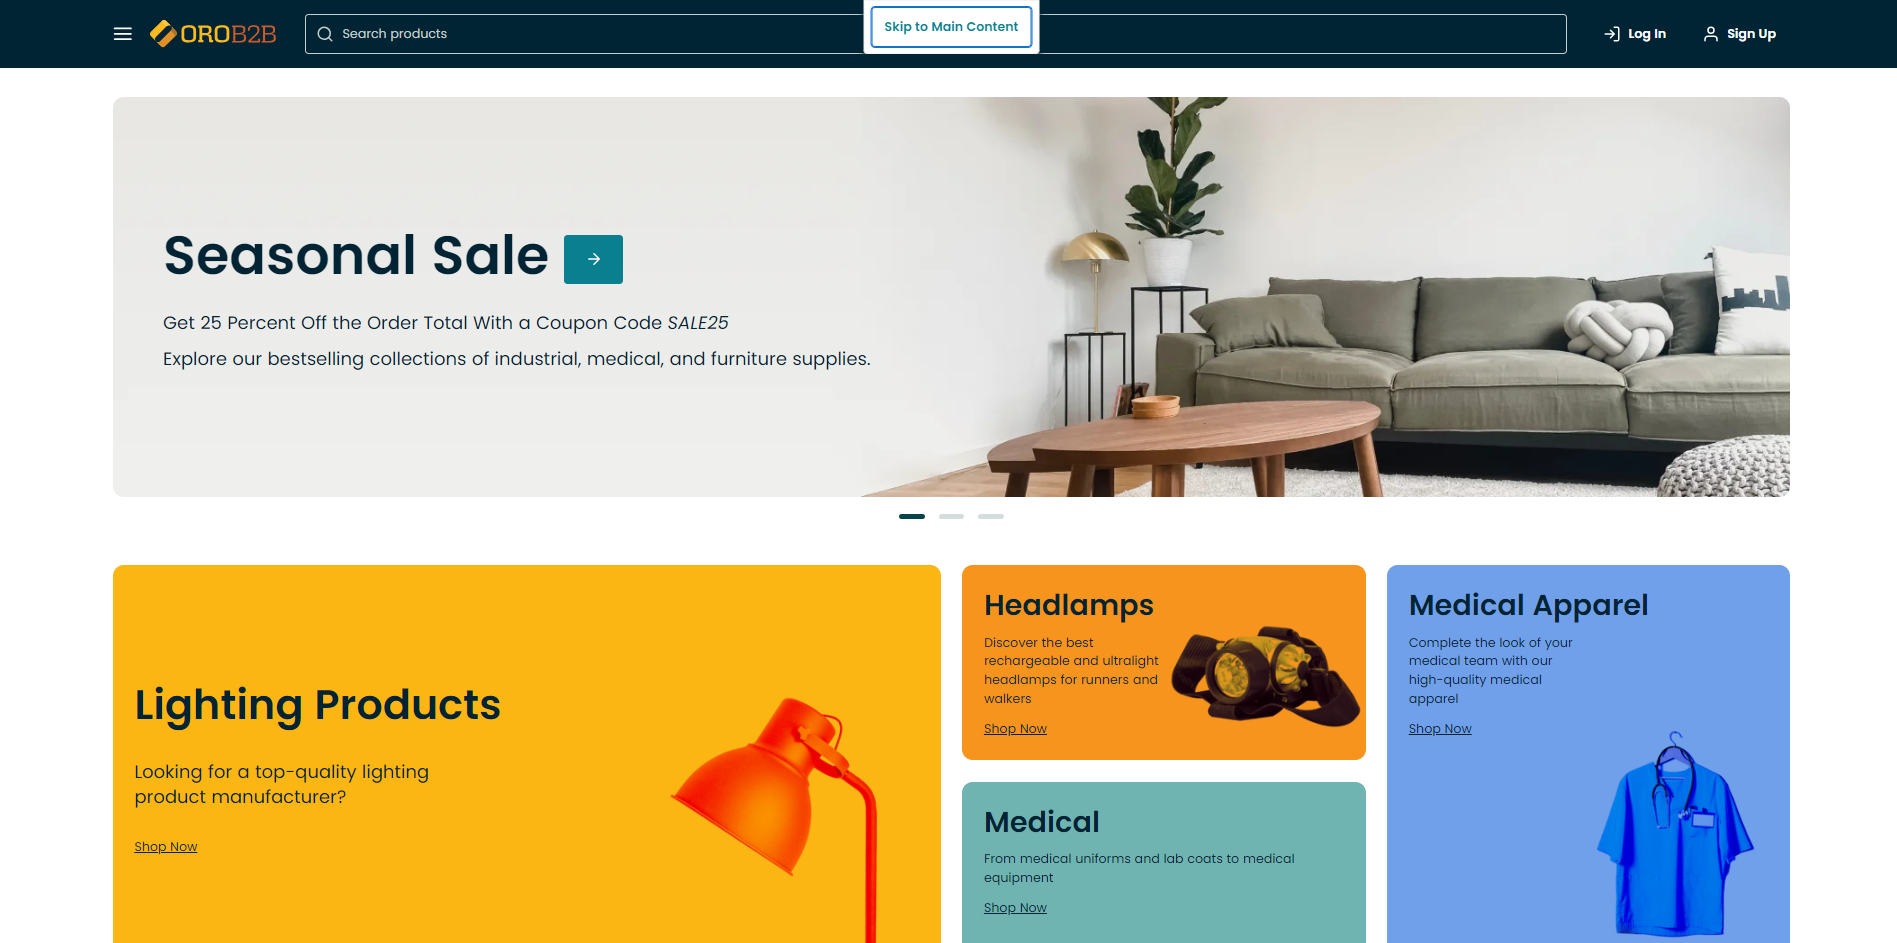 OROB2B
Search products
Skip to Main Content
Log In
Sign Up
Seasonal Sale
Get 25 Percent Off the Order Total With a Coupon Code SALE25
Explore our bestselling collections of industrial, medical, and furniture supplies.
Lighting Products
Looking for a top-quality lighting
product manufacturer?
Shop Now
Headlamps
Discover the best
rechargeable and ultralight
headlamps for runners and
walkers
Shop Now
Medical
From medical uniforms and lab coats to medical
equipment
Shop Now
Medical Apparel
Complete the look of your
medical team with our
high-quality medical
apparel
Shop Now